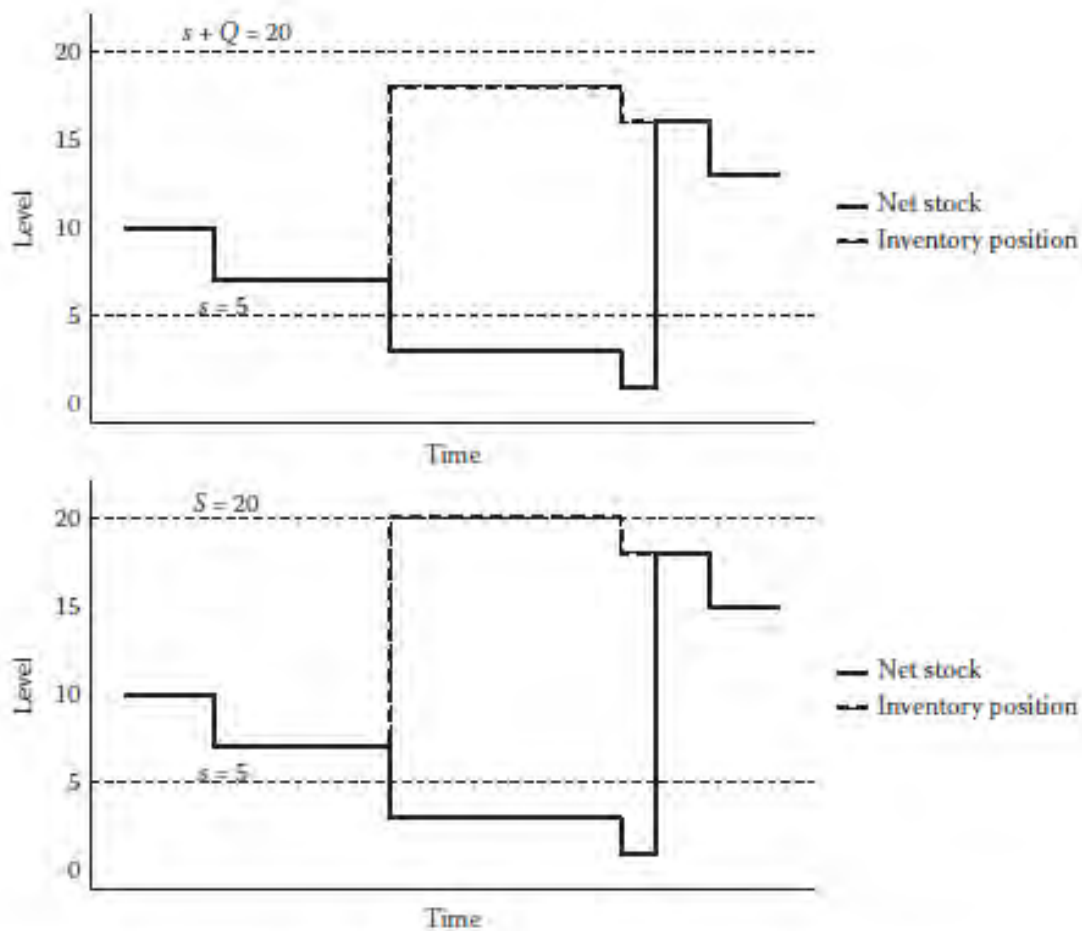 s + Q = 20
20
15
10
5
0
s = 5
Level
Time
Net stock
Inventory position
S = 20
20
15
10
5
0
s = 5
Level
Time
Net stock
Inventory position